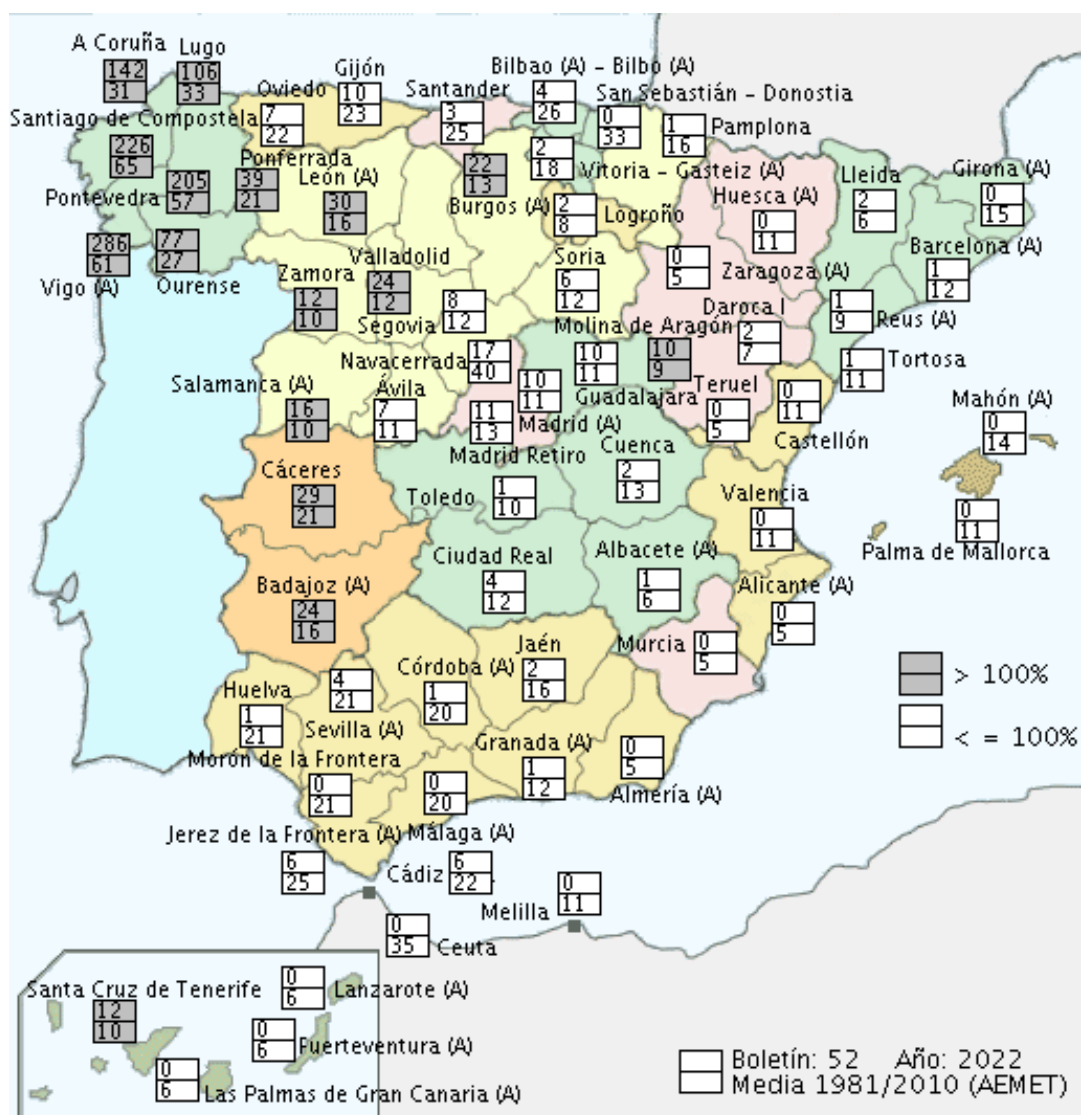 A Coruña
142
31
Lugo
106
33
Oviedo
7
22
Gijón
10
23
Santander
3
25
Bilbao (A) – Bilbo (A)
4
26
San Sebastián – Donostia
0
33
1
16
Pamplona
Santiago de Compostela
226
65
Pontevedra
205
57
Ponferrada
39
21
León (A)
30
16
22
13
Burgos (A)
2
18
Vitoria – Gasteiz (A)
2
8
Logroño
Huesca (A)
0
11
Lleida
2
6
Girona (A)
0
15
286
61
Vigo (A)
77
27
Ourense
Zamora
12
10
Valladolid
24
12
Soria
6
12
0
5
Zaragoza (A)
Barcelona (A)
1
12
Segovia
8
12
Molina de Aragón
10
9
Daroca I
2
7
1
9
Reus (A)
Navacerrada
17
40
10
11
Guadalajara
1
11
Tortosa
Salamanca (A)
16
10
Ávila
7
11
11
13
Madrid Retiro
10
11
Madrid (A)
Teruel
0
5
0
11
Castellón
Mahón (A)
0
14
Cáceres
29
21
Toledo
1
10
Cuenca
2
13
Valencia
0
11
0
11
Palma de Mallorca
Badajoz (A)
24
16
Ciudad Real
4
12
Albacete (A)
1
6
Alicante (A)
0
5
Huelva
1
21
4
21
Sevilla (A)
Córdoba (A)
1
20
Jaén
2
16
Murcia
0
5
> 100%
< = 100%
Morón de la Frontera
0
21
0
20
Málaga (A)
Granada (A)
1
12
0
5
Almería (A)
Jerez de la Frontera (A)
6
25
Cádiz
6
22
Melilla
0
11
0
35
Ceuta
Santa Cruz de Tenerife
12
10
0
6
Lanzarote (A)
0
6
Fuerteventura (A)
0
6
Las Palmas de Gran Canaria (A)
Boletín: 52 Año: 2022
Media 1981/2010 (AEMET)